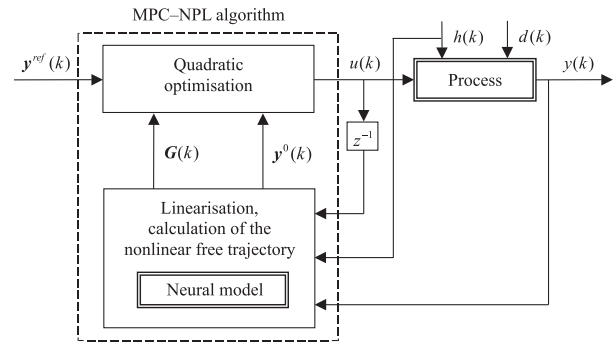 MPC–NPL algorithm
h(k)
d(k)
y^{ref}(k)
Quadratic
optimisation
u(k)
Process
y(k)
z^{−1}
G(k)
y^{0}(k)
Linearisation,
calculation of the
nonlinear free trajectory
Neural model